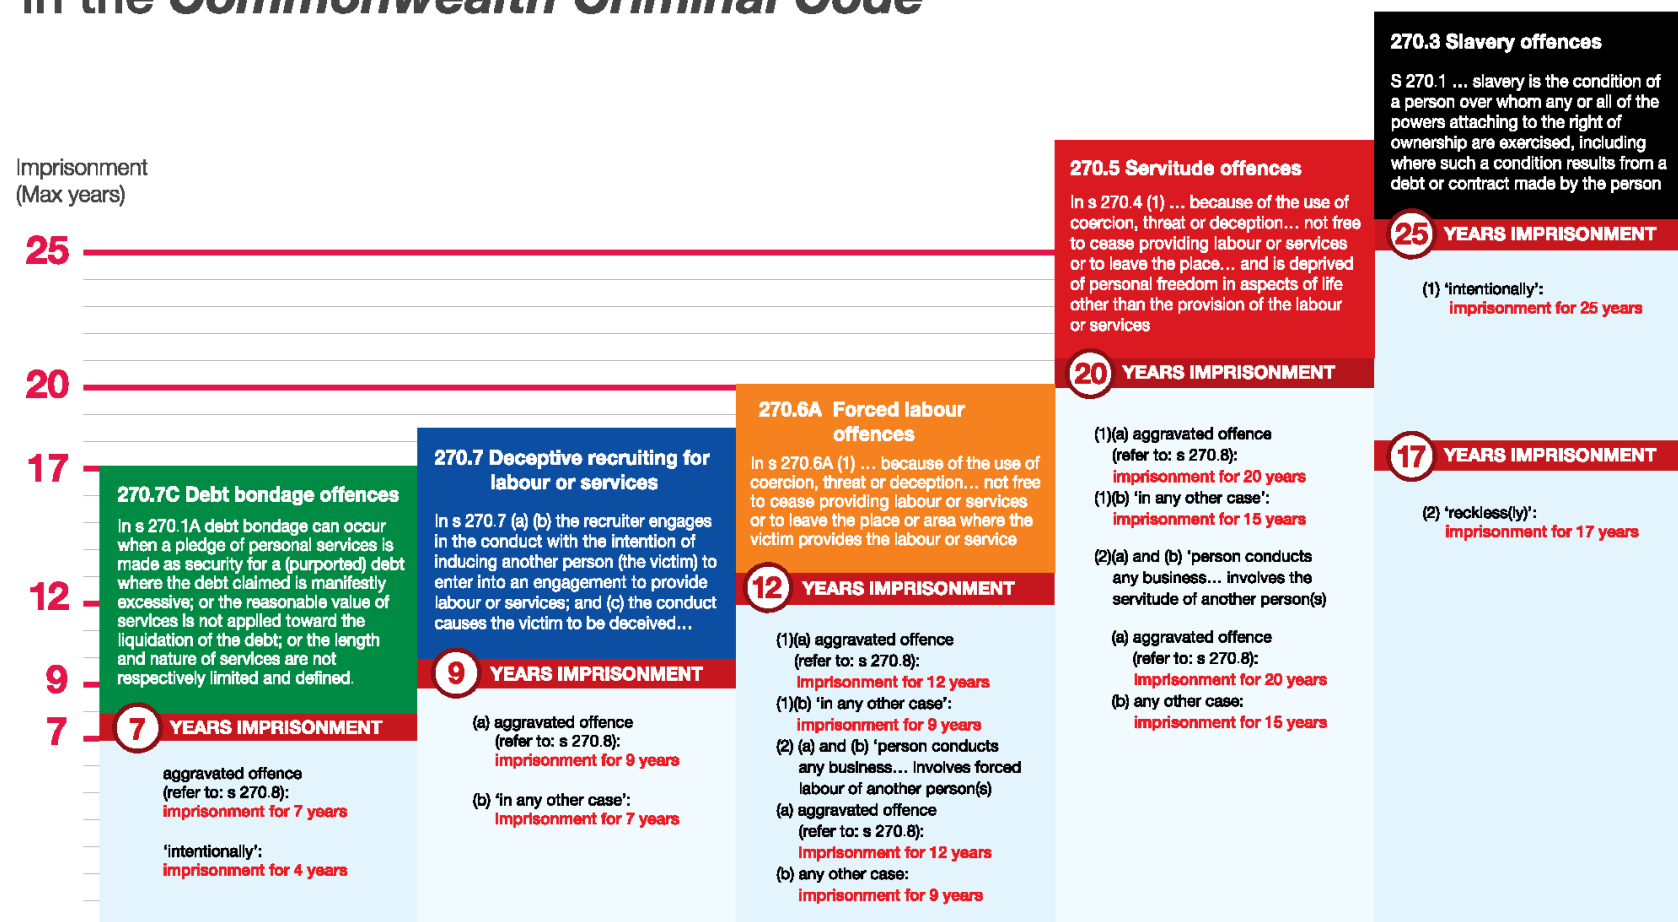 in the Commonwealth Criminal Code
Imprisonment
(Max years)
25
20
17
12
9
7
270.7C Debt bondage offences
In s 270.1A debt bondage can occur
when a pledge of personal services is
made as security for a (purported) debt
where the debt claimed is manifestly
excessive; or the reasonable value of
services is not applied toward the
liquidation of the debt; or the length
and nature of services are not
respectively limited and defined.
7 YEARS IMPRISONMENT
aggravated offence
(refer to: s 270.8):
imprisonment for 7 years
‘intentionally’:
imprisonment for 4 years
270.7 Deceptive recruiting for
labour or services
In s 270.7 (a) (b) the recruiter engages
in the conduct with the intention of
inducing another person (the victim) to
enter into an engagement to provide
labour or services; and (c) the conduct
causes the victim to be deceived...
9 YEARS IMPRISONMENT
(a) aggravated offence
(refer to: s 270.8):
imprisonment for 9 years
(b) ‘in any other case’:
Imprisonment for 7 years
270.6A Forced labour
offences
In s 270.6A (1) ... because of the use of
coercion, threat or deception... not free
to cease providing labour or services
or to leave the place or area where the
victim provides the labour or service
12 YEARS IMPRISONMENT
(1)(a) aggravated offence
(refer to: s 270.8):
Imprisonment for 12 years
(1)(b) ‘in any other case’:
imprisonment for 9 years
(2) (a) and (b) ‘person conducts
any business... involves forced
labour of another person(s)
(a) aggravated offence
(refer to: s 270.8):
Imprisonment for 12 years
(b) any other case:
imprisonment for 9 years
270.5 Servitude offences
In s 270.4 (1) ... because of the use of
coercion, threat or deception... not free
to cease providing labour or services
or to leave the place... and is deprived
of personal freedom in aspects of life
other than the provision of the labour
or services
20 YEARS IMPRISONMENT
(1)(a) aggravated offence
(refer to: s 270.8):
imprisonment for 20 years
(1)(b) ‘in any other case’:
imprisonment for 15 years
(2)(a) and (b) ‘person conducts
any business... involves the
servitude of another person(s)
(a) aggravated offence
(refer to: s 270.8):
imprisonment for 20 years
(b) any other case:
imprisonment for 15 years
270.3 Slavery offences
S 270.1 ... slavery is the condition of
a person over whom any or all of the
powers attaching to the right of
ownership are exercised, including
where such a condition results from a
debt or contract made by the person
25 YEARS IMPRISONMENT
(1) ‘intentionally’:
imprisonment for 25 years
17 YEARS IMPRISONMENT
(2) ‘reckless(ly)’:
imprisonment for 17 years